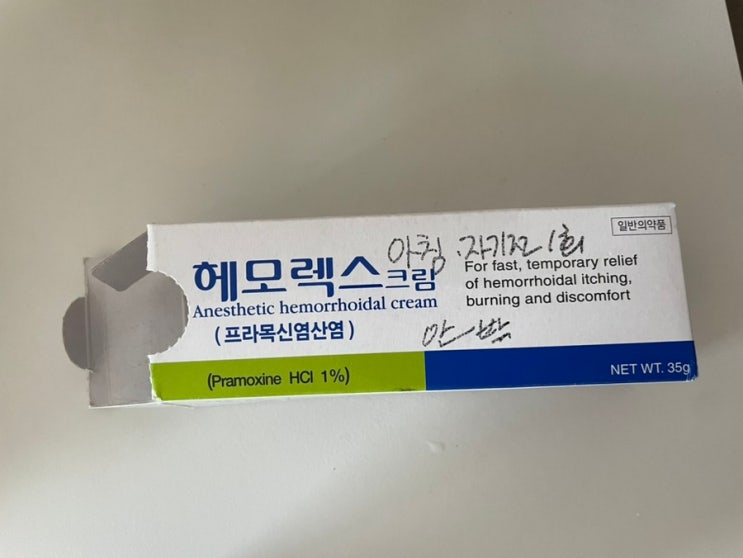 일반의약품
아침, 자기전 1회
헤모렉스크림
For fast, temporary relief
of hemorrhoidal itching,
burning and discomfort
Anesthetic hemorrhoidal cream
(프라목신염산염)
(Pramoxine HCl 1%)
NET WT. 35g